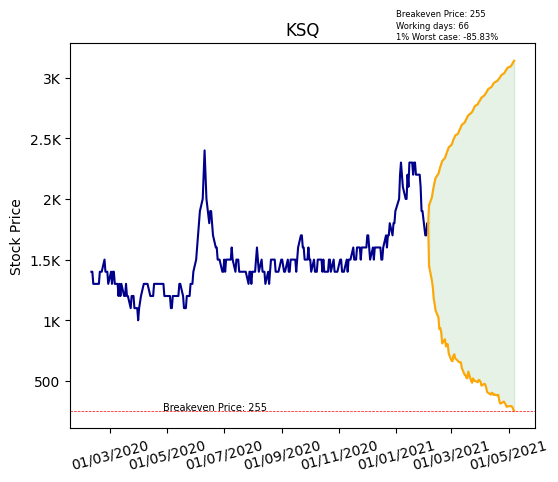 Breakeven Price: 255
Working days: 66
1% Worst case: -85.83%
KSQ
Stock Price
3K
2.5K
2K
1.5K
1K
500
Breakeven Price: 255
01/03/2020
01/05/2020
01/07/2020
01/09/2020
01/11/2020
01/01/2021
01/03/2021
01/05/2021